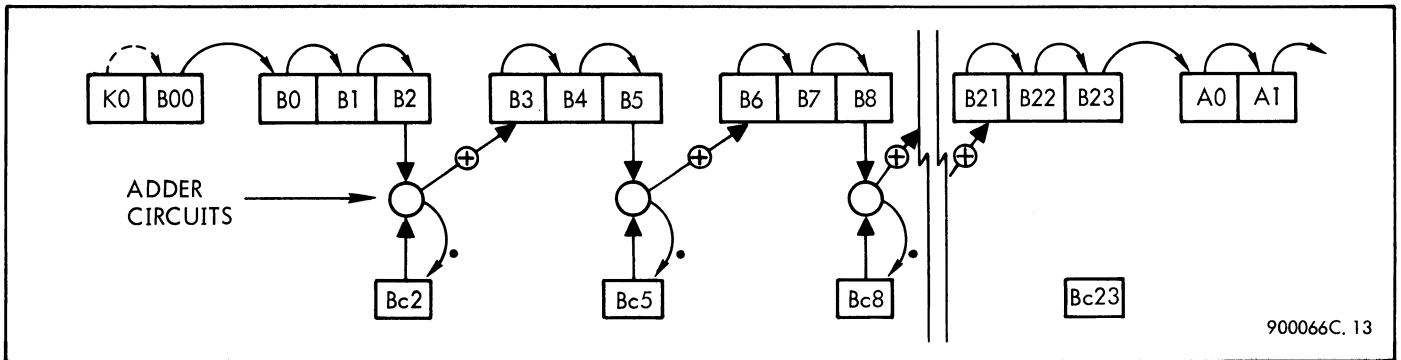 K0 B00 B0 B1 B2 B3 B4 B5 B6 B7 B8 B21 B22 B23 A0 A1
+ + + +
ADDER
CIRCUITS
Bc2 Bc5 Bc8 Bc23
900066C. 13